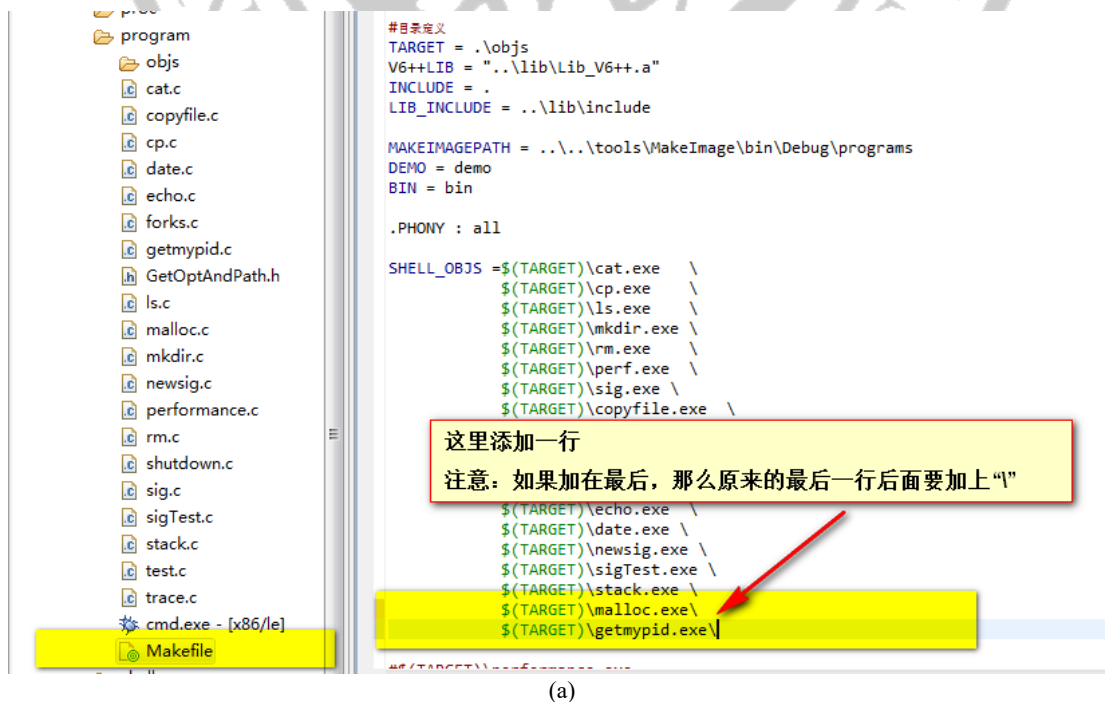 program
objs
cat.c
copyfile.c
cp.c
date.c
echo.c
forks.c
getmypid.c
GetOptAndPath.h
ls.c
malloc.c
mkdir.c
newsig.c
performance.c
rm.c
shutdown.c
sig.c
sigTest.c
stack.c
test.c
trace.c
cmd.exe - [x86/le]
Makefile
#目录定义
TARGET = .\objs
V6++LIB = "..\lib\Lib_V6++.a"
INCLUDE = .
LIB_INCLUDE = ..\lib\include
MAKEIMAGEPATH = ..\..\tools\MakeImage\bin\Debug\programs
DEMO = demo
BIN = bin
.PHONY : all
SHELL_OBJS =$(TARGET)\cat.exe \
$(TARGET)\cp.exe \
$(TARGET)\ls.exe \
$(TARGET)\mkdir.exe \
$(TARGET)\rm.exe \
$(TARGET)\perf.exe \
$(TARGET)\sig.exe \
$(TARGET)\copyfile.exe \
这里添加一行
注意：如果加在最后，那么原来的最后一行后面要加上“\”
$(TARGET)\echo.exe \
$(TARGET)\date.exe \
$(TARGET)\newsig.exe \
$(TARGET)\sigTest.exe \
$(TARGET)\stack.exe \
$(TARGET)\malloc.exe\
$(TARGET)\getmypid.exe\
(a)